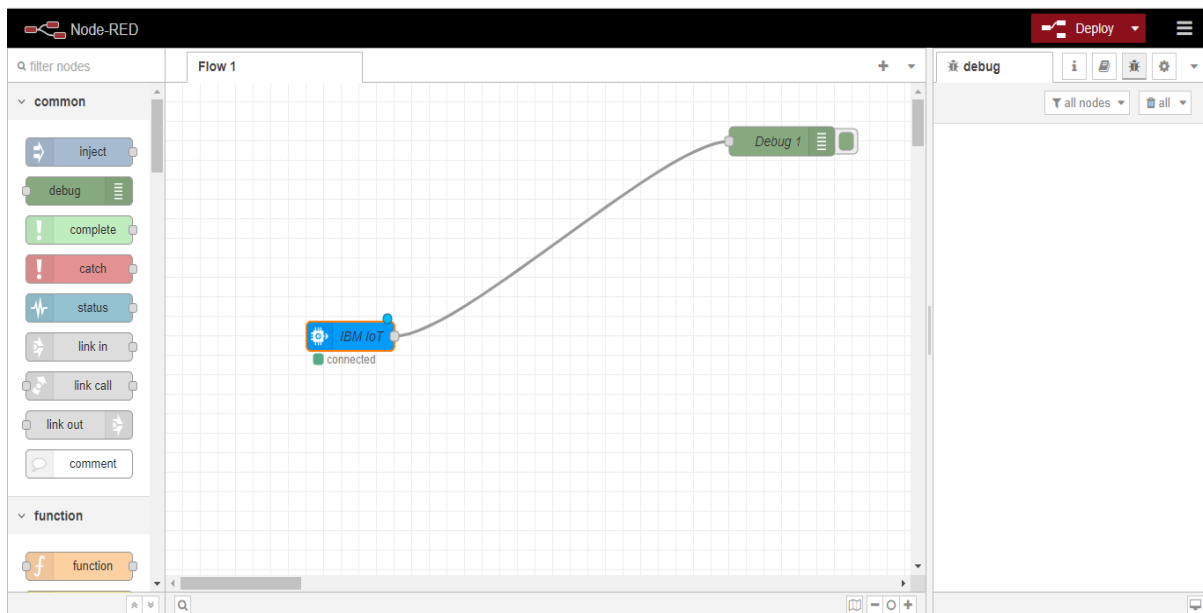 Node-RED
Deploy
filter nodes
Flow 1
debug
i
all nodes
all
common
inject
debug
complete
catch
status
link in
link call
link out
comment
function
f function
Debug 1
IBM IoT
connected